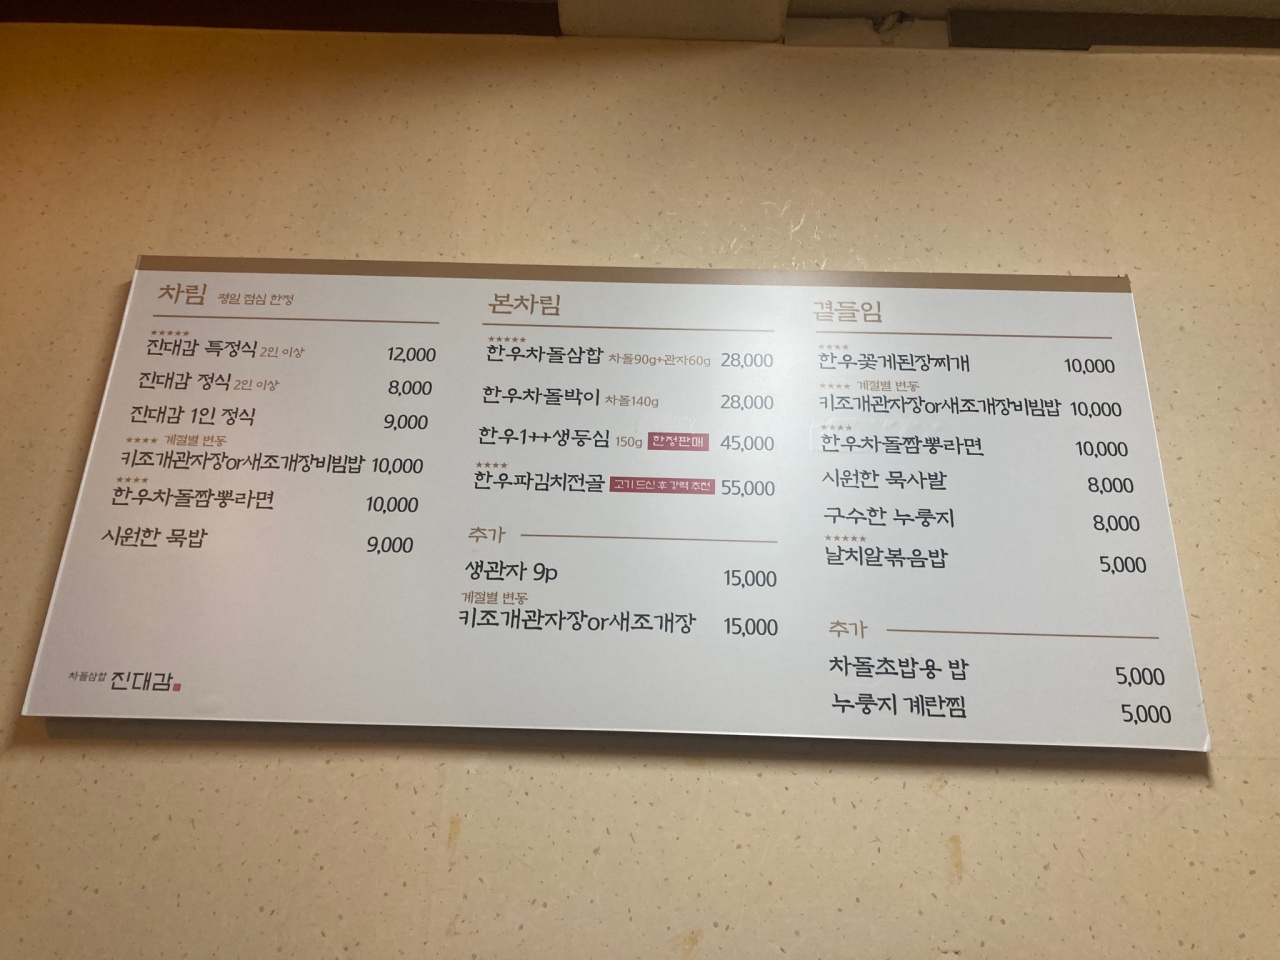 차림 평일 점심 한정
★★★★★
진대감 특정식 2인 이상 12,000
진대감 정식 2인 이상 8,000
진대감 1인 정식 9,000
★★★★ 계절별 변동
키조개관자장or새조개장비빔밥 10,000
★★★★
한우차돌짬뽕라면 10,000
시원한 묵밥 9,000
차돌삼합 진대감
본차림
★★★★★
한우차돌삼합 차돌90g+관자60g 28,000
한우차돌박이 차돌140g 28,000
한우1++생등심 150g 한정판매 45,000
★★★★
한우파김치전골 고기 드신 후 강력 추천 55,000
추가
생관자 9p 15,000
계절별 변동
키조개관자장or새조개장 15,000
곁들임
★★★★
한우꽃게된장찌개 10,000
★★★★ 계절별 변동
키조개관자장or새조개장비빔밥 10,000
★★★★
한우차돌짬뽕라면 10,000
시원한 묵사발 8,000
구수한 누룽지 8,000
★★★★★
날치알볶음밥 5,000
추가
차돌초밥용 밥 5,000
누룽지 계란찜 5,000